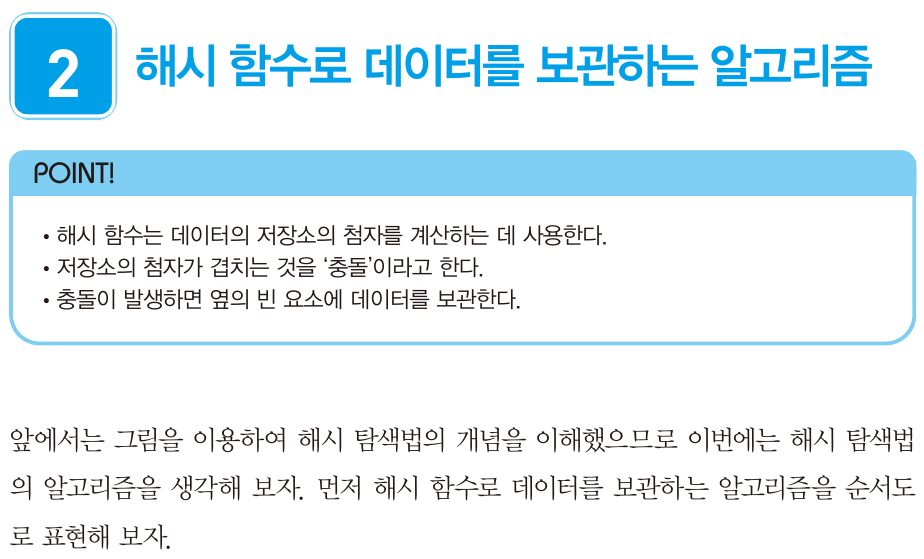 2
해시 함수로 데이터를 보관하는 알고리즘
POINT!
• 해시 함수는 데이터의 저장소의 첨자를 계산하는 데 사용한다.
• 저장소의 첨자가 겹치는 것을 ‘충돌’이라고 한다.
• 충돌이 발생하면 옆의 빈 요소에 데이터를 보관한다.
앞에서는 그림을 이용하여 해시 탐색법의 개념을 이해했으므로 이번에는 해시 탐색법
의 알고리즘을 생각해 보자. 먼저 해시 함수로 데이터를 보관하는 알고리즘을 순서도
로 표현해 보자.